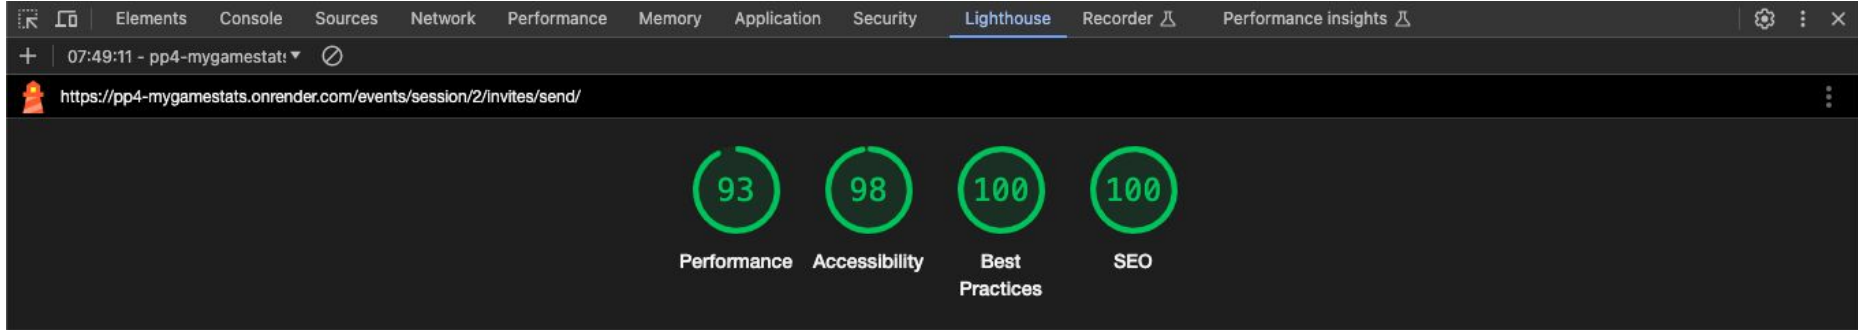 Elements Console Sources Network Performance Memory Application Security Lighthouse Recorder Performance insights
07:49:11 - pp4-mygamestat:
https://pp4-mygamestats.onrender.com/events/session/2/invites/send/
93 98 100 100
Performance Accessibility Best Practices SEO